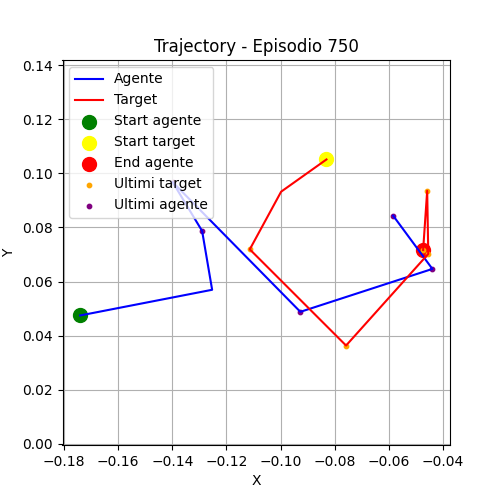 Trajectory - Episodio 750
0.14
0.12
0.10
0.08
0.06
0.04
0.02
0.00
Y
Agente
Target
Start agente
Start target
End agente
Ultimi target
Ultimi agente
−0.18 −0.16 −0.14 −0.12 −0.10 −0.08 −0.06 −0.04
X